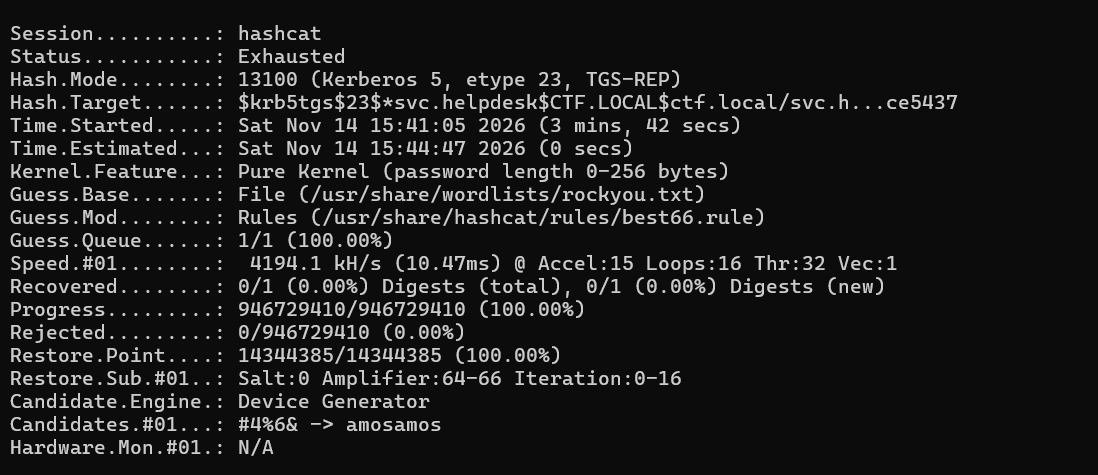 Session..........: hashcat
Status...........: Exhausted
Hash.Mode........: 13100 (Kerberos 5, etype 23, TGS-REP)
Hash.Target......: $krb5tgs$23$*svc.helpdesk$CTF.LOCAL$ctf.local/svc.h...ce5437
Time.Started.....: Sat Nov 14 15:41:05 2026 (3 mins, 42 secs)
Time.Estimated...: Sat Nov 14 15:44:47 2026 (0 secs)
Kernel.Feature...: Pure Kernel (password length 0-256 bytes)
Guess.Base.......: File (/usr/share/wordlists/rockyou.txt)
Guess.Mod........: Rules (/usr/share/hashcat/rules/best66.rule)
Guess.Queue......: 1/1 (100.00%)
Speed.#01........:  4194.1 kH/s (10.47ms) @ Accel:15 Loops:16 Thr:32 Vec:1
Recovered........: 0/1 (0.00%) Digests (total), 0/1 (0.00%) Digests (new)
Progress.........: 946729410/946729410 (100.00%)
Rejected.........: 0/946729410 (0.00%)
Restore.Point....: 14344385/14344385 (100.00%)
Restore.Sub.#01..: Salt:0 Amplifier:64-66 Iteration:0-16
Candidate.Engine.: Device Generator
Candidates.#01...: #4%6& -> amosamos
Hardware.Mon.#01.: N/A